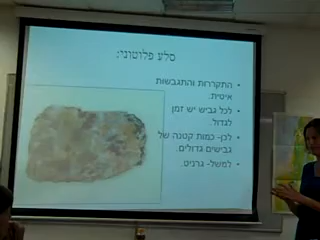 סלע פלוטוני:
• התקררות והתגבשות
איטית.
• לכל גביש יש זמן
לגדול.
• לכן- כמות קטנה של
גבישים גדולים.
• למשל- גרניט.